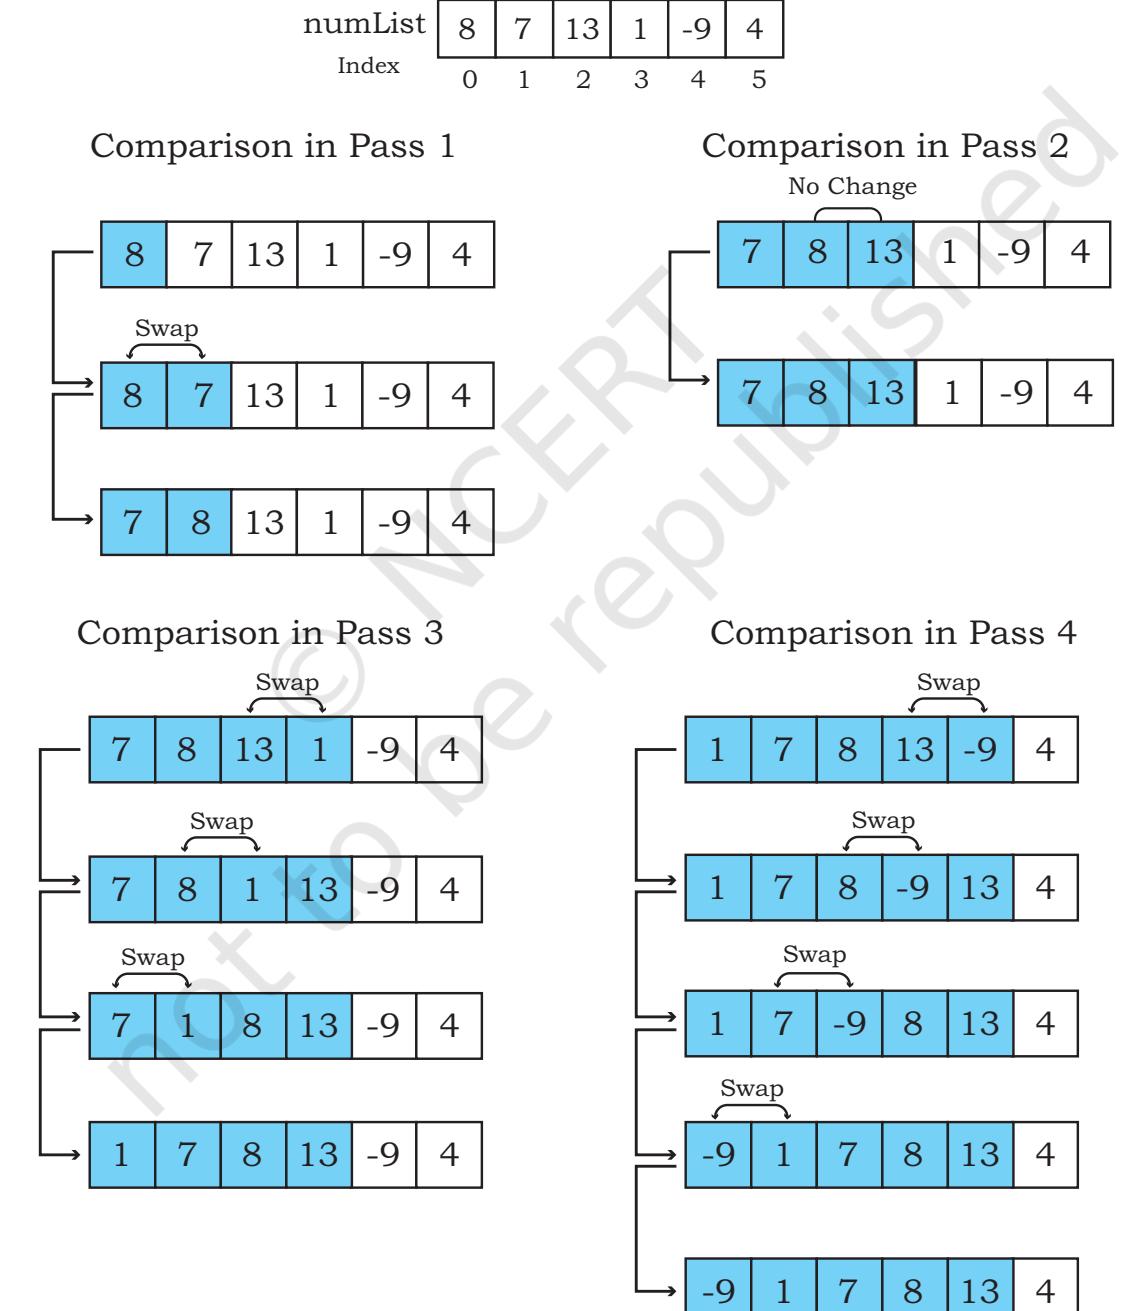 numList 8 7 13 1 -9 4
Index 0 1 2 3 4 5
Comparison in Pass 1
8 7 13 1 -9 4
Swap
8 7 13 1 -9 4
7 8 13 1 -9 4
Comparison in Pass 2
No Change
7 8 13 1 -9 4
7 8 13 1 -9 4
Comparison in Pass 3
Swap
7 8 13 1 -9 4
Swap
7 8 1 13 -9 4
Swap
7 1 8 13 -9 4
1 7 8 13 -9 4
Comparison in Pass 4
Swap
1 7 8 13 -9 4
Swap
1 7 8 -9 13 4
Swap
1 7 -9 8 13 4
Swap
-9 1 7 8 13 4
-9 1 7 8 13 4
© NCERT
not to be republished